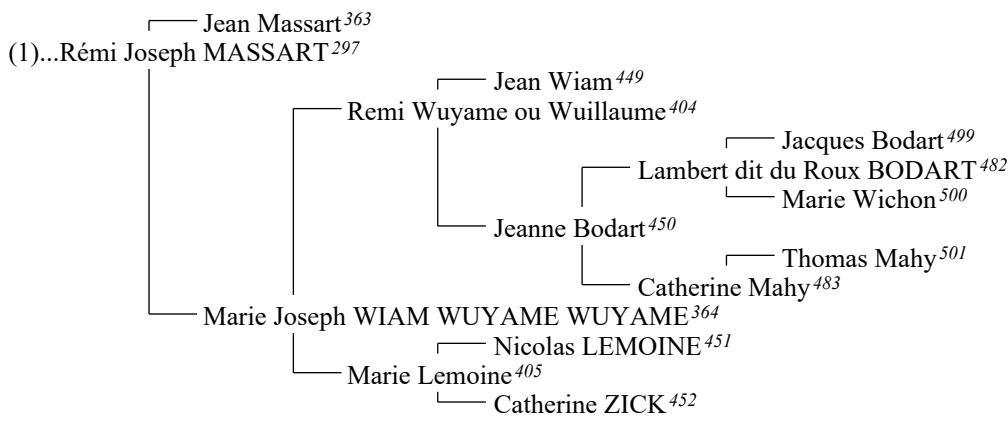 Jean Massart363
(1)...Rémi Joseph MASSART297
Jean Wiam449
Remi Wuyame ou Wuillaume404
Jacques Bodart499
Lambert dit du Roux BODART482
Marie Wichon500
Jeanne Bodart450
Thomas Mahy501
Catherine Mahy483
Marie Joseph WIAM WUYAME WUYAME364
Nicolas LEMOINE451
Marie Lemoine405
Catherine ZICK452